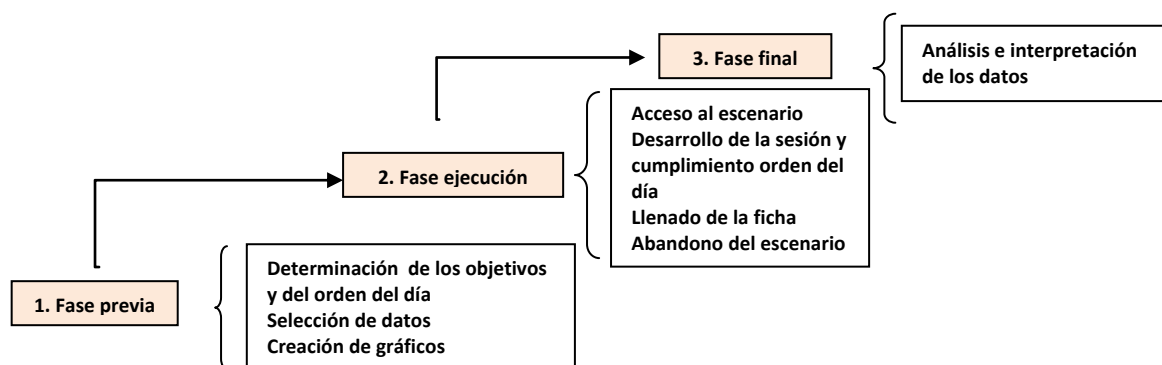 3. Fase final
Análisis e interpretación
de los datos
2. Fase ejecución
Acceso al escenario
Desarrollo de la sesión y
cumplimiento orden del
día
Llenado de la ficha
Abandono del escenario
1. Fase previa
Determinación de los objetivos
y del orden del día
Selección de datos
Creación de gráficos